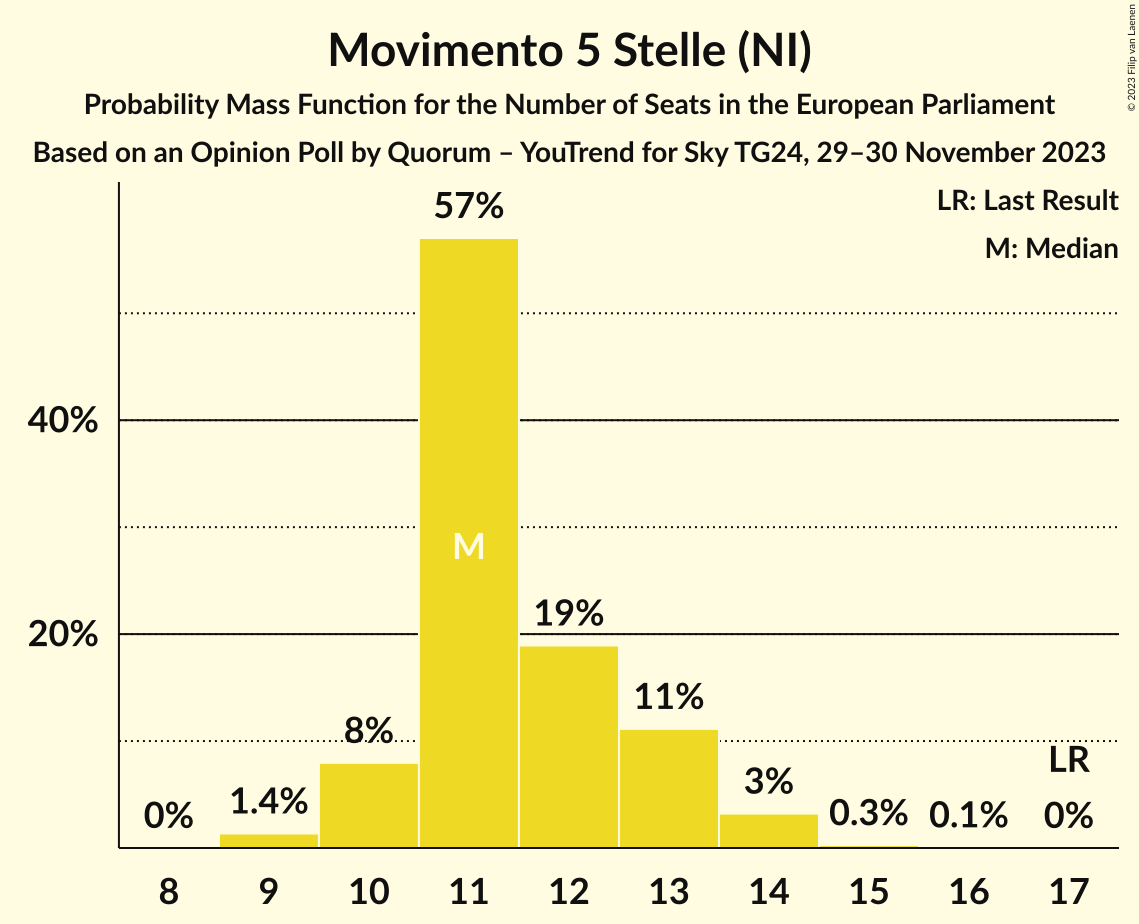 Movimento 5 Stelle (NI)
Probability Mass Function for the Number of Seats in the European Parliament
Based on an Opinion Poll by Quorum – YouTrend for Sky TG24, 29–30 November 2023
© 2023 Filip van Laenen
LR: Last Result
M: Median
57%
40%
M
19%
20%
11%
8%
LR
3%
1.4%
0%
0.3%
0.1%
0%
8 9 10 11 12 13 14 15 16 17